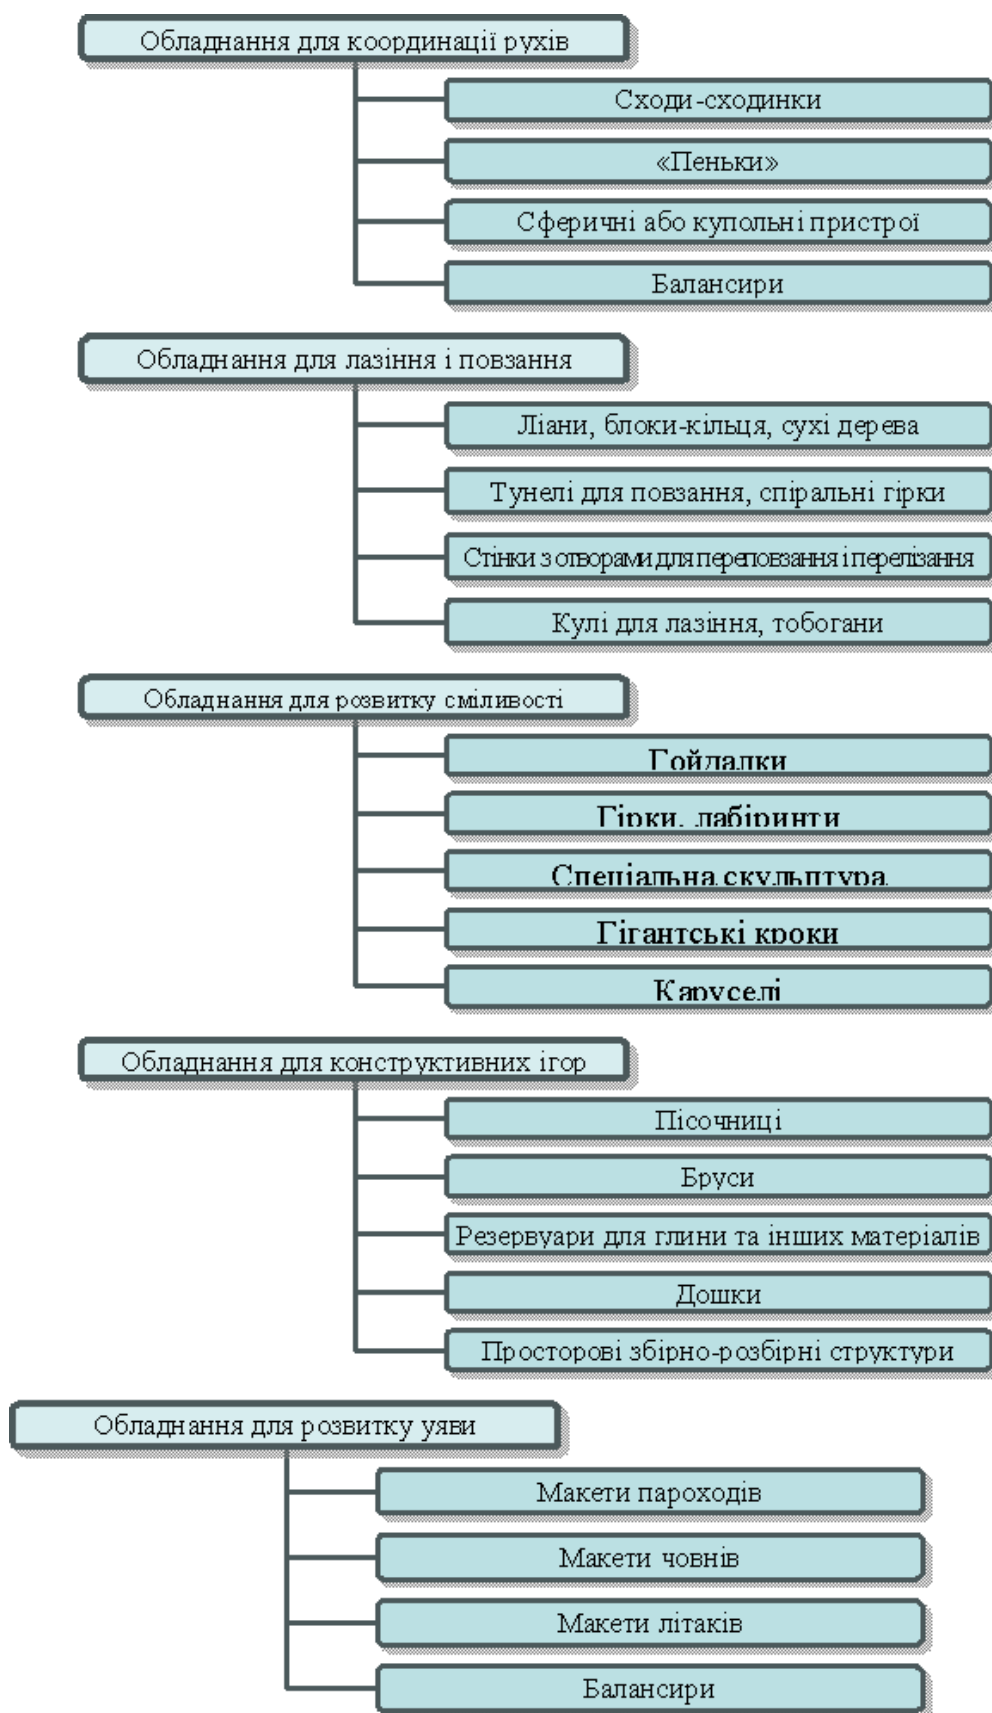 Обладнання для координації рухів
Сходи-сходинки
«Пеньки»
Сферичні або купольні пристрої
Балансири
Обладнання для лазіння і повзання
Ліани, блоки-кільця, сухі дерева
Тунелі для повзання, спіральні гірки
Стінки з отворами для переповзання і перелізання
Кулі для лазіння, тобогани
Обладнання для розвитку сміливості
Гойдалки
Гірки, лабіринти
Спеціальна скульптура
Гігантські кроки
Каруселі
Обладнання для конструктивних ігор
Пісочниці
Бруси
Резервуари для глини та інших матеріалів
Дошки
Просторові збірно-розбірні структури
Обладнання для розвитку уяви
Макети пароходів
Макети човнів
Макети літаків
Балансири